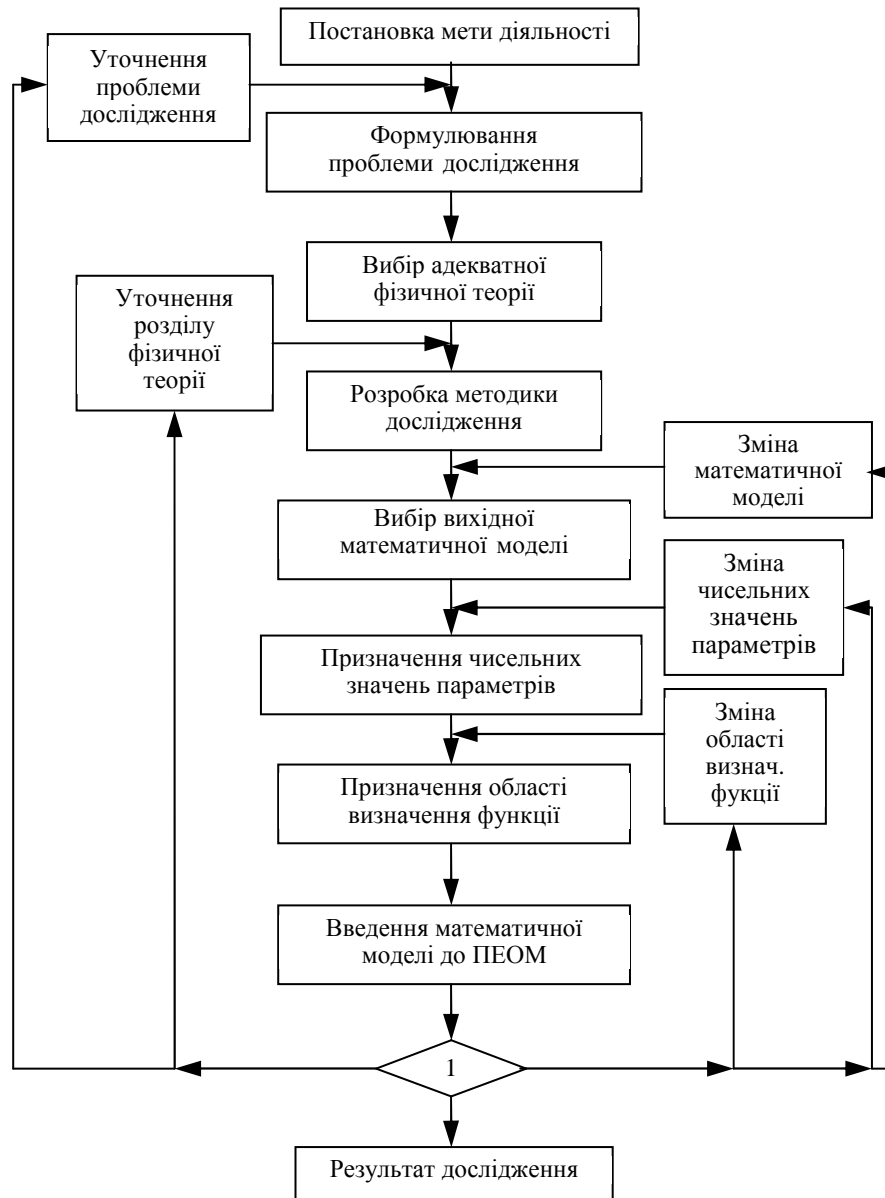 Постановка мети діяльності
Уточнення
проблеми
дослідження
Формулювання
проблеми дослідження
Вибір адекватної
фізичної теорії
Уточнення
розділу
фізичної
теорії
Розробка методики
дослідження
Зміна
математичної
моделі
Вибір вихідної
математичної моделі
Зміна
чисельних
значень
параметрів
Призначення чисельних
значень параметрів
Зміна
області
визнач.
фукції
Призначення області
визначення функції
Введення математичної
моделі до ПЕОМ
1
Результат дослідження